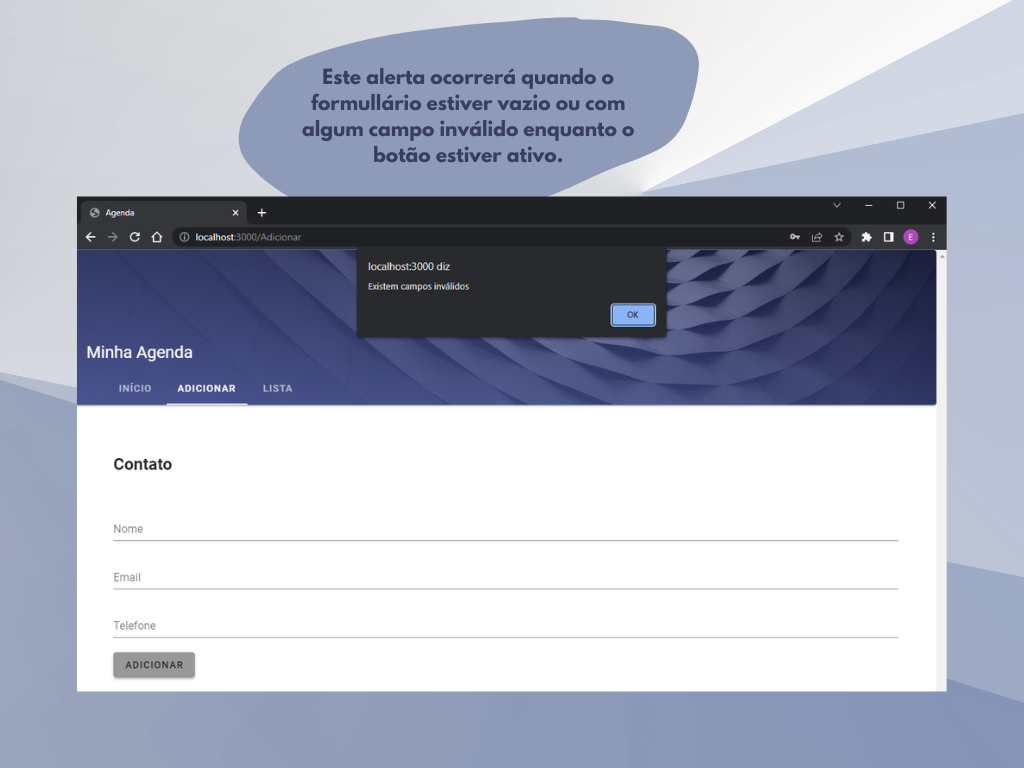 Este alerta ocorrerá quando o
formullário estiver vazio ou com
algum campo inválido enquanto o
botão estiver ativo.
Agenda
localhost:3000/Adicionar
E
localhost:3000 diz
Existem campos inválidos
OK
Minha Agenda
INÍCIO ADICIONAR LISTA
Contato
Nome
Email
Telefone
ADICIONAR